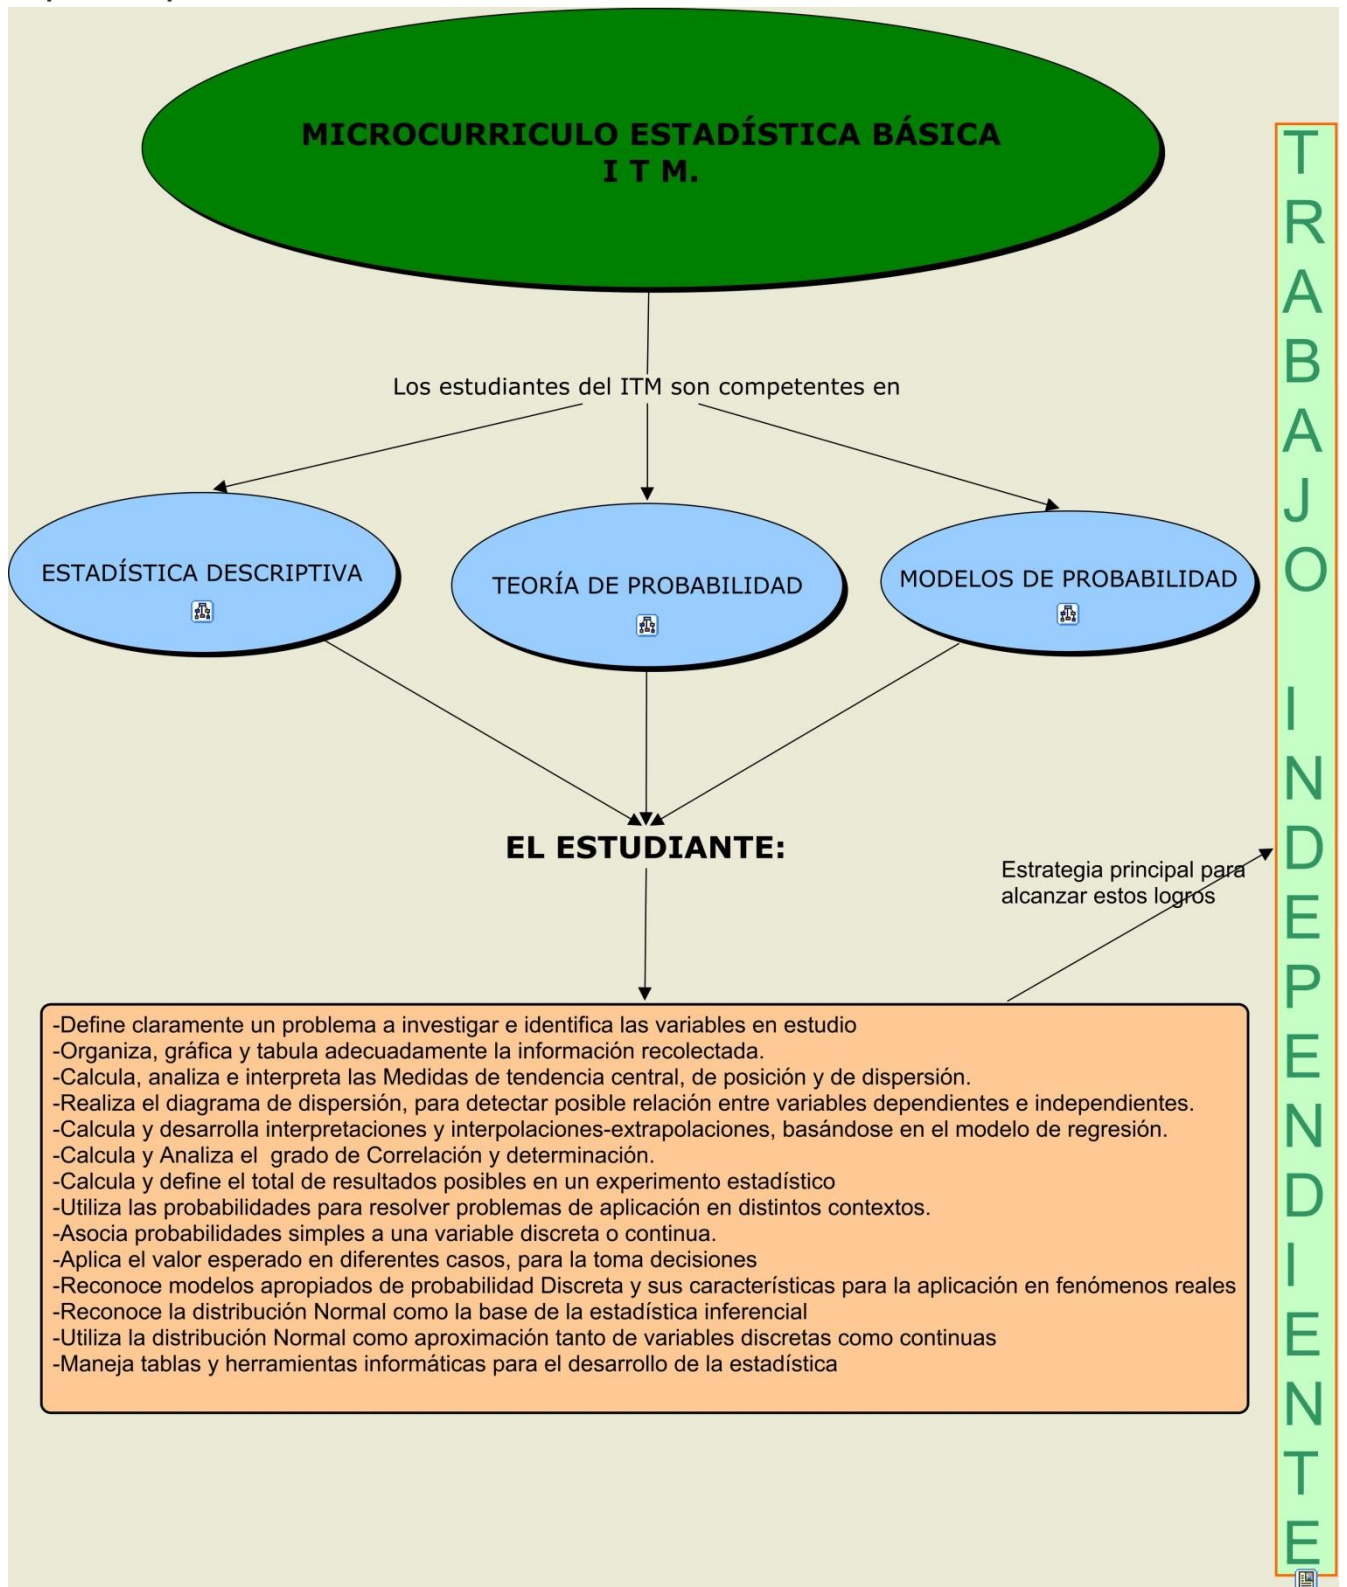 MICROCURRICULO ESTADÍSTICA BÁSICA
I T M.
Los estudiantes del ITM son competentes en
ESTADÍSTICA DESCRIPTIVA
TEORÍA DE PROBABILIDAD
MODELOS DE PROBABILIDAD
EL ESTUDIANTE:
Estrategia principal para
alcanzar estos logros
-Define claramente un problema a investigar e identifica las variables en estudio
-Organiza, gráfica y tabula adecuadamente la información recolectada.
-Calcula, analiza e interpreta las Medidas de tendencia central, de posición y de dispersión.
-Realiza el diagrama de dispersión, para detectar posible relación entre variables dependientes e independientes.
-Calcula y desarrolla interpretaciones y interpolaciones-extrapolaciones, basándose en el modelo de regresión.
-Calcula y Analiza el  grado de Correlación y determinación.
-Calcula y define el total de resultados posibles en un experimento estadístico
-Utiliza las probabilidades para resolver problemas de aplicación en distintos contextos.
-Asocia probabilidades simples a una variable discreta o continua.
-Aplica el valor esperado en diferentes casos, para la toma decisiones
-Reconoce modelos apropiados de probabilidad Discreta y sus características para la aplicación en fenómenos reales
-Reconoce la distribución Normal como la base de la estadística inferencial
-Utiliza la distribución Normal como aproximación tanto de variables discretas como continuas
-Maneja tablas y herramientas informáticas para el desarrollo de la estadística
TRABAJO INDEPENDIENTE